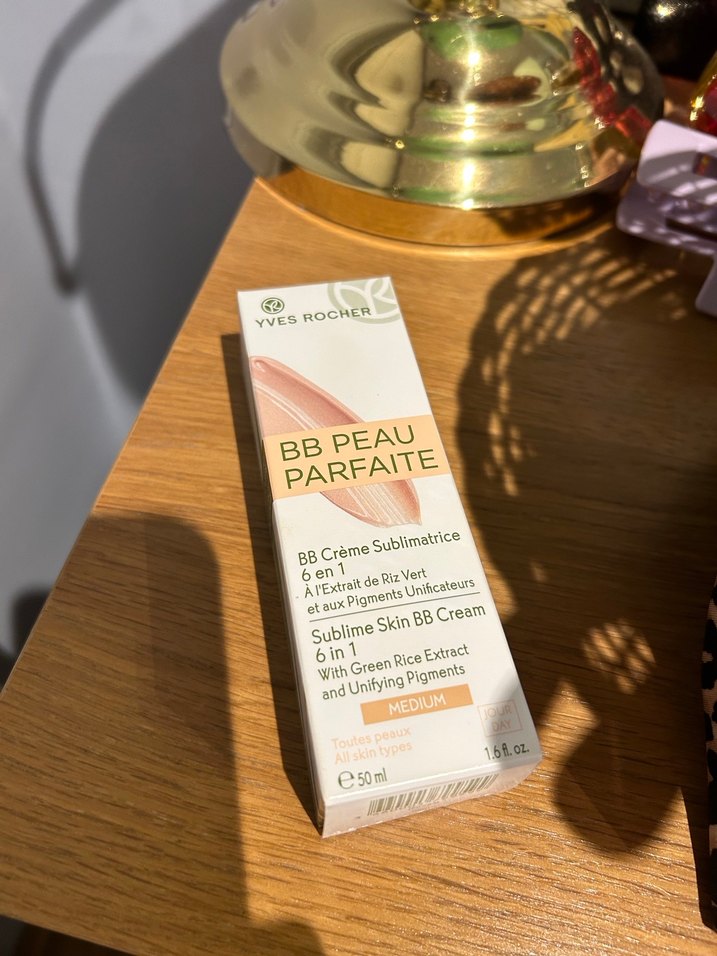 YVES ROCHER
BB PEAU
PARFAITE
BB Crème Sublimatrice
6 en 1
À l'Extrait de Riz Vert
et aux Pigments Unificateurs
Sublime Skin BB Cream
6 in 1
With Green Rice Extract
and Unifying Pigments
MEDIUM
Toutes peaux
All skin types
JOUR
DAY
℮ 50 ml
1.6 fl. oz.